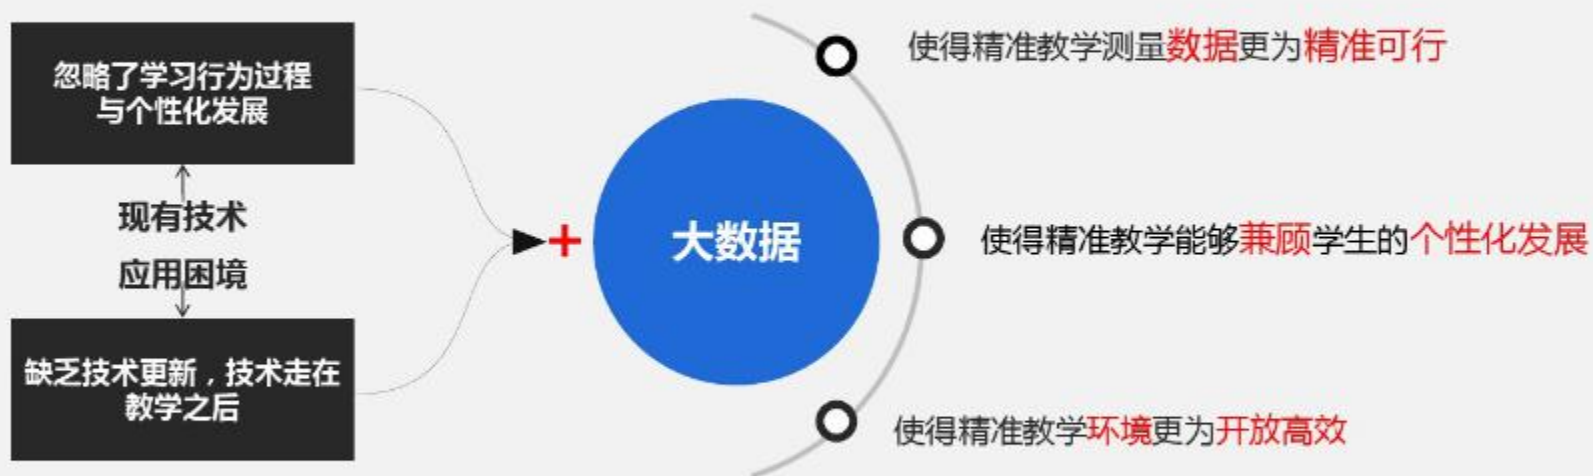 忽略了学习行为过程
与个性化发展
现有技术
应用困境
缺乏技术更新，技术走在
教学之后
+
大数据
使得精准教学测量数据更为精准可行
使得精准教学能够兼顾学生的个性化发展
使得精准教学环境更为开放高效